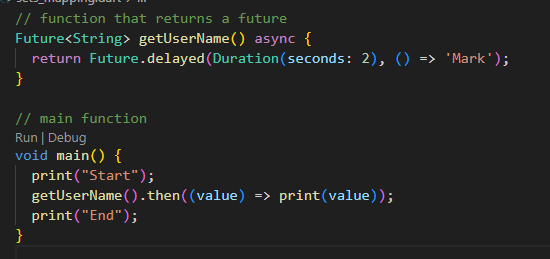 // function that returns a future
Future<String> getUserName() async {
  return Future.delayed(Duration(seconds: 2), () => 'Mark');
}

// main function
Run | Debug
void main() {
  print("Start");
  getUserName().then((value) => print(value));
  print("End");
}